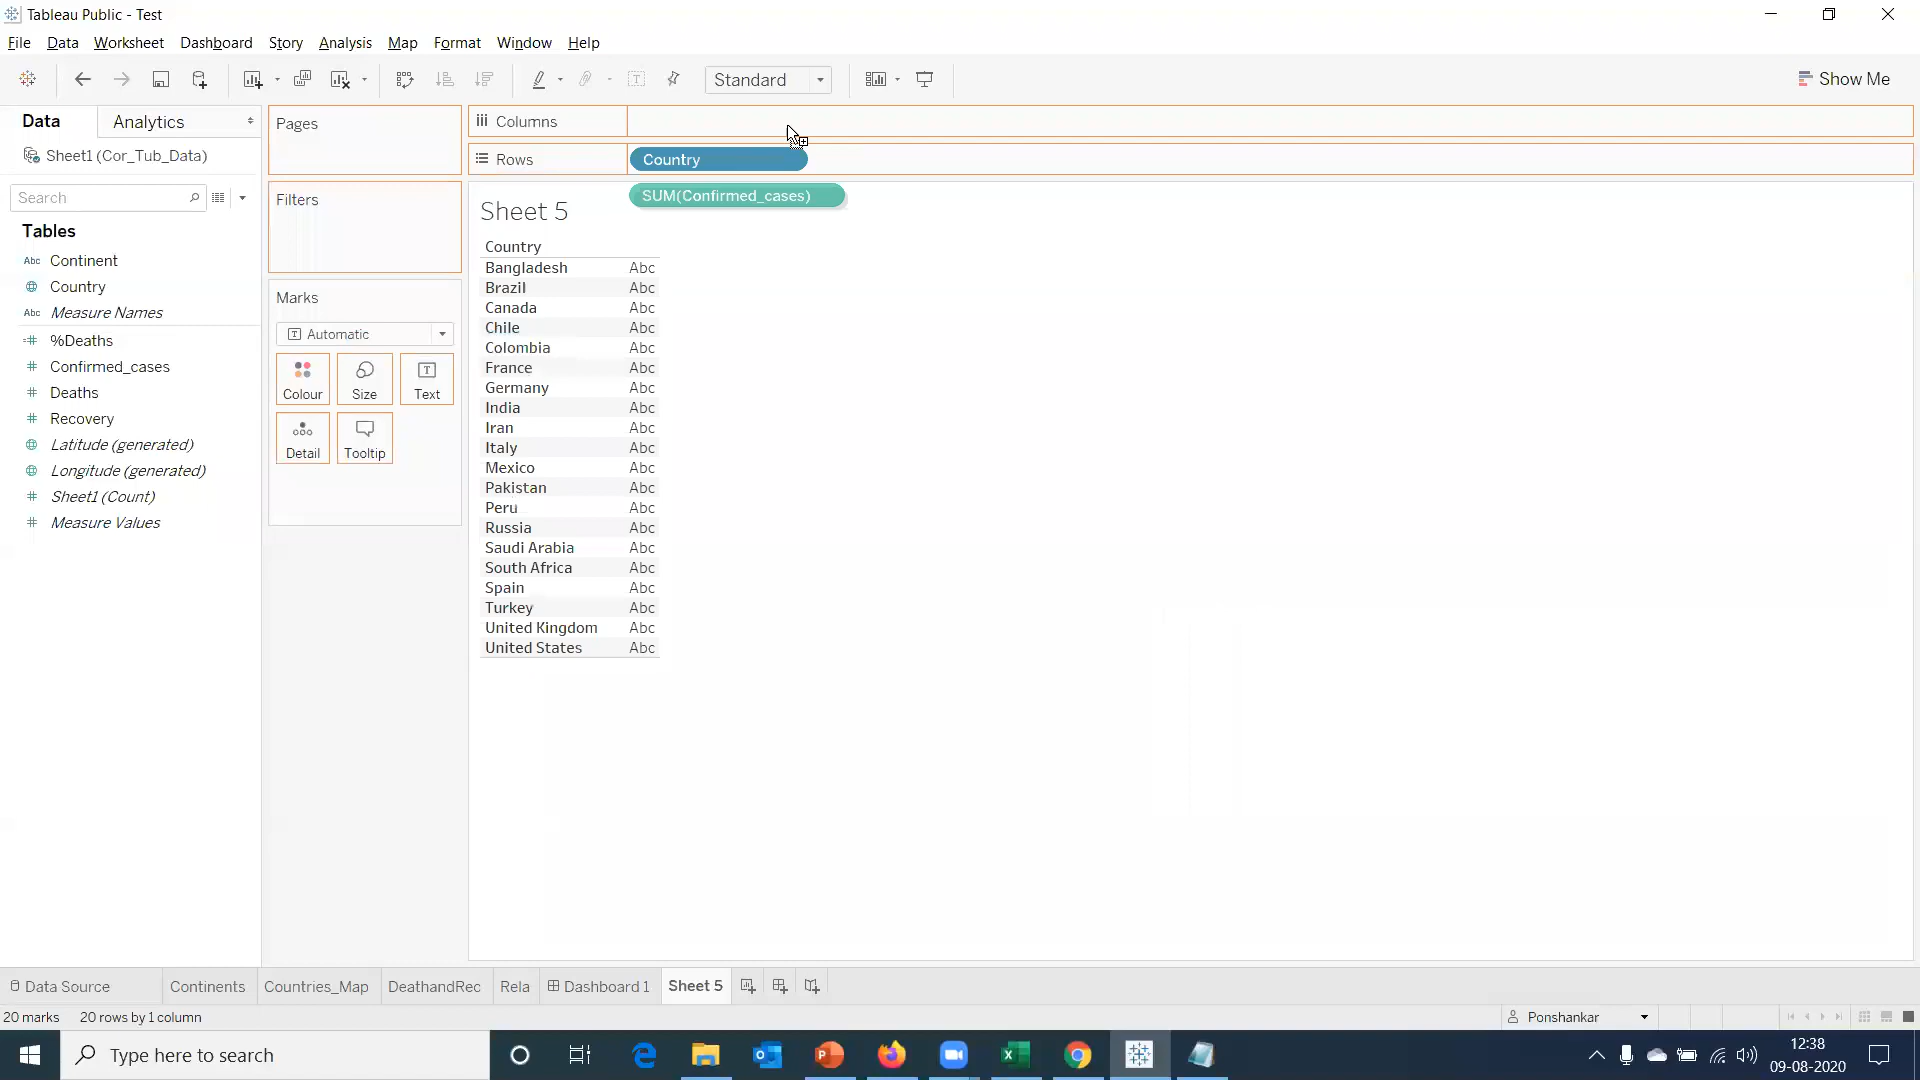 Tableau Public - Test
File Data Worksheet Dashboard Story Analysis Map Format Window Help
Standard
Show Me
Data Analytics
Sheet1 (Cor_Tub_Data)
Search
Tables
Abc Continent
Country
Abc Measure Names
%Deaths
Confirmed_cases
Deaths
Recovery
Latitude (generated)
Longitude (generated)
Sheet1 (Count)
Measure Values
Pages
Filters
Marks
Automatic
Colour Size Text
Detail Tooltip
Columns
Rows Country
SUM(Confirmed_cases)
Sheet 5
Country
Bangladesh Abc
Brazil Abc
Canada Abc
Chile Abc
Colombia Abc
France Abc
Germany Abc
India Abc
Iran Abc
Italy Abc
Mexico Abc
Pakistan Abc
Peru Abc
Russia Abc
Saudi Arabia Abc
South Africa Abc
Spain Abc
Turkey Abc
United Kingdom Abc
United States Abc
Data Source Continents Countries_Map DeathandRec Rela Dashboard 1 Sheet 5
20 marks 20 rows by 1 column
Ponshankar
Type here to search
12:38
09-08-2020